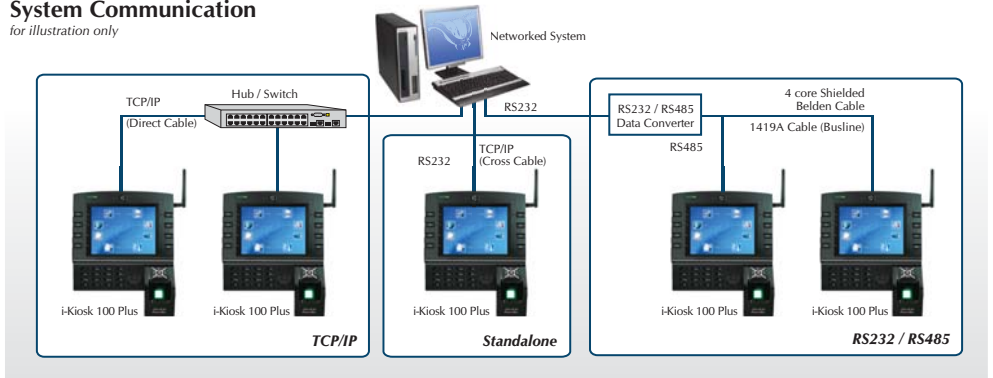 System Communication
for illustration only
Networked System
TCP/IP
(Direct Cable)
Hub / Switch
RS232
RS232 / RS485
Data Converter
4 core Shielded
Belden Cable
1419A Cable (Busline)
RS485
RS232
TCP/IP
(Cross Cable)
i-Kiosk 100 Plus
i-Kiosk 100 Plus
i-Kiosk 100 Plus
i-Kiosk 100 Plus
i-Kiosk 100 Plus
TCP/IP
Standalone
RS232 / RS485